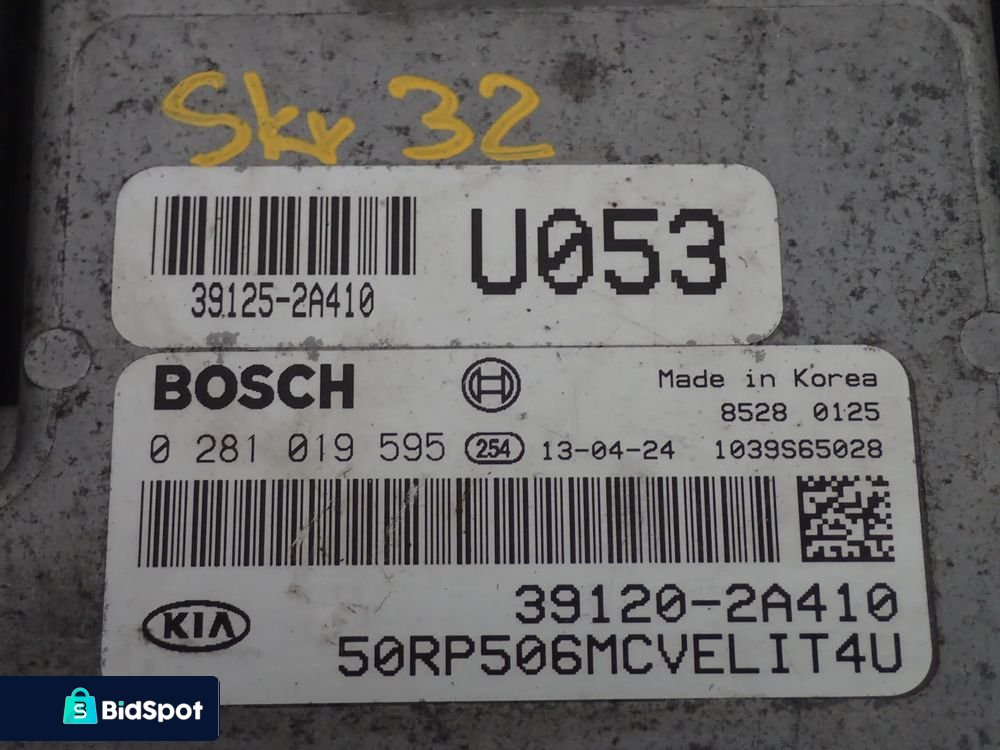 Skv 32
39125-2A410
U053
BOSCH
Made in Korea
8528 0125
0 281 019 595 254 13-04-24 1039S65028
39120-2A410
KIA
50RP506MCVELIT4U
BidSpot